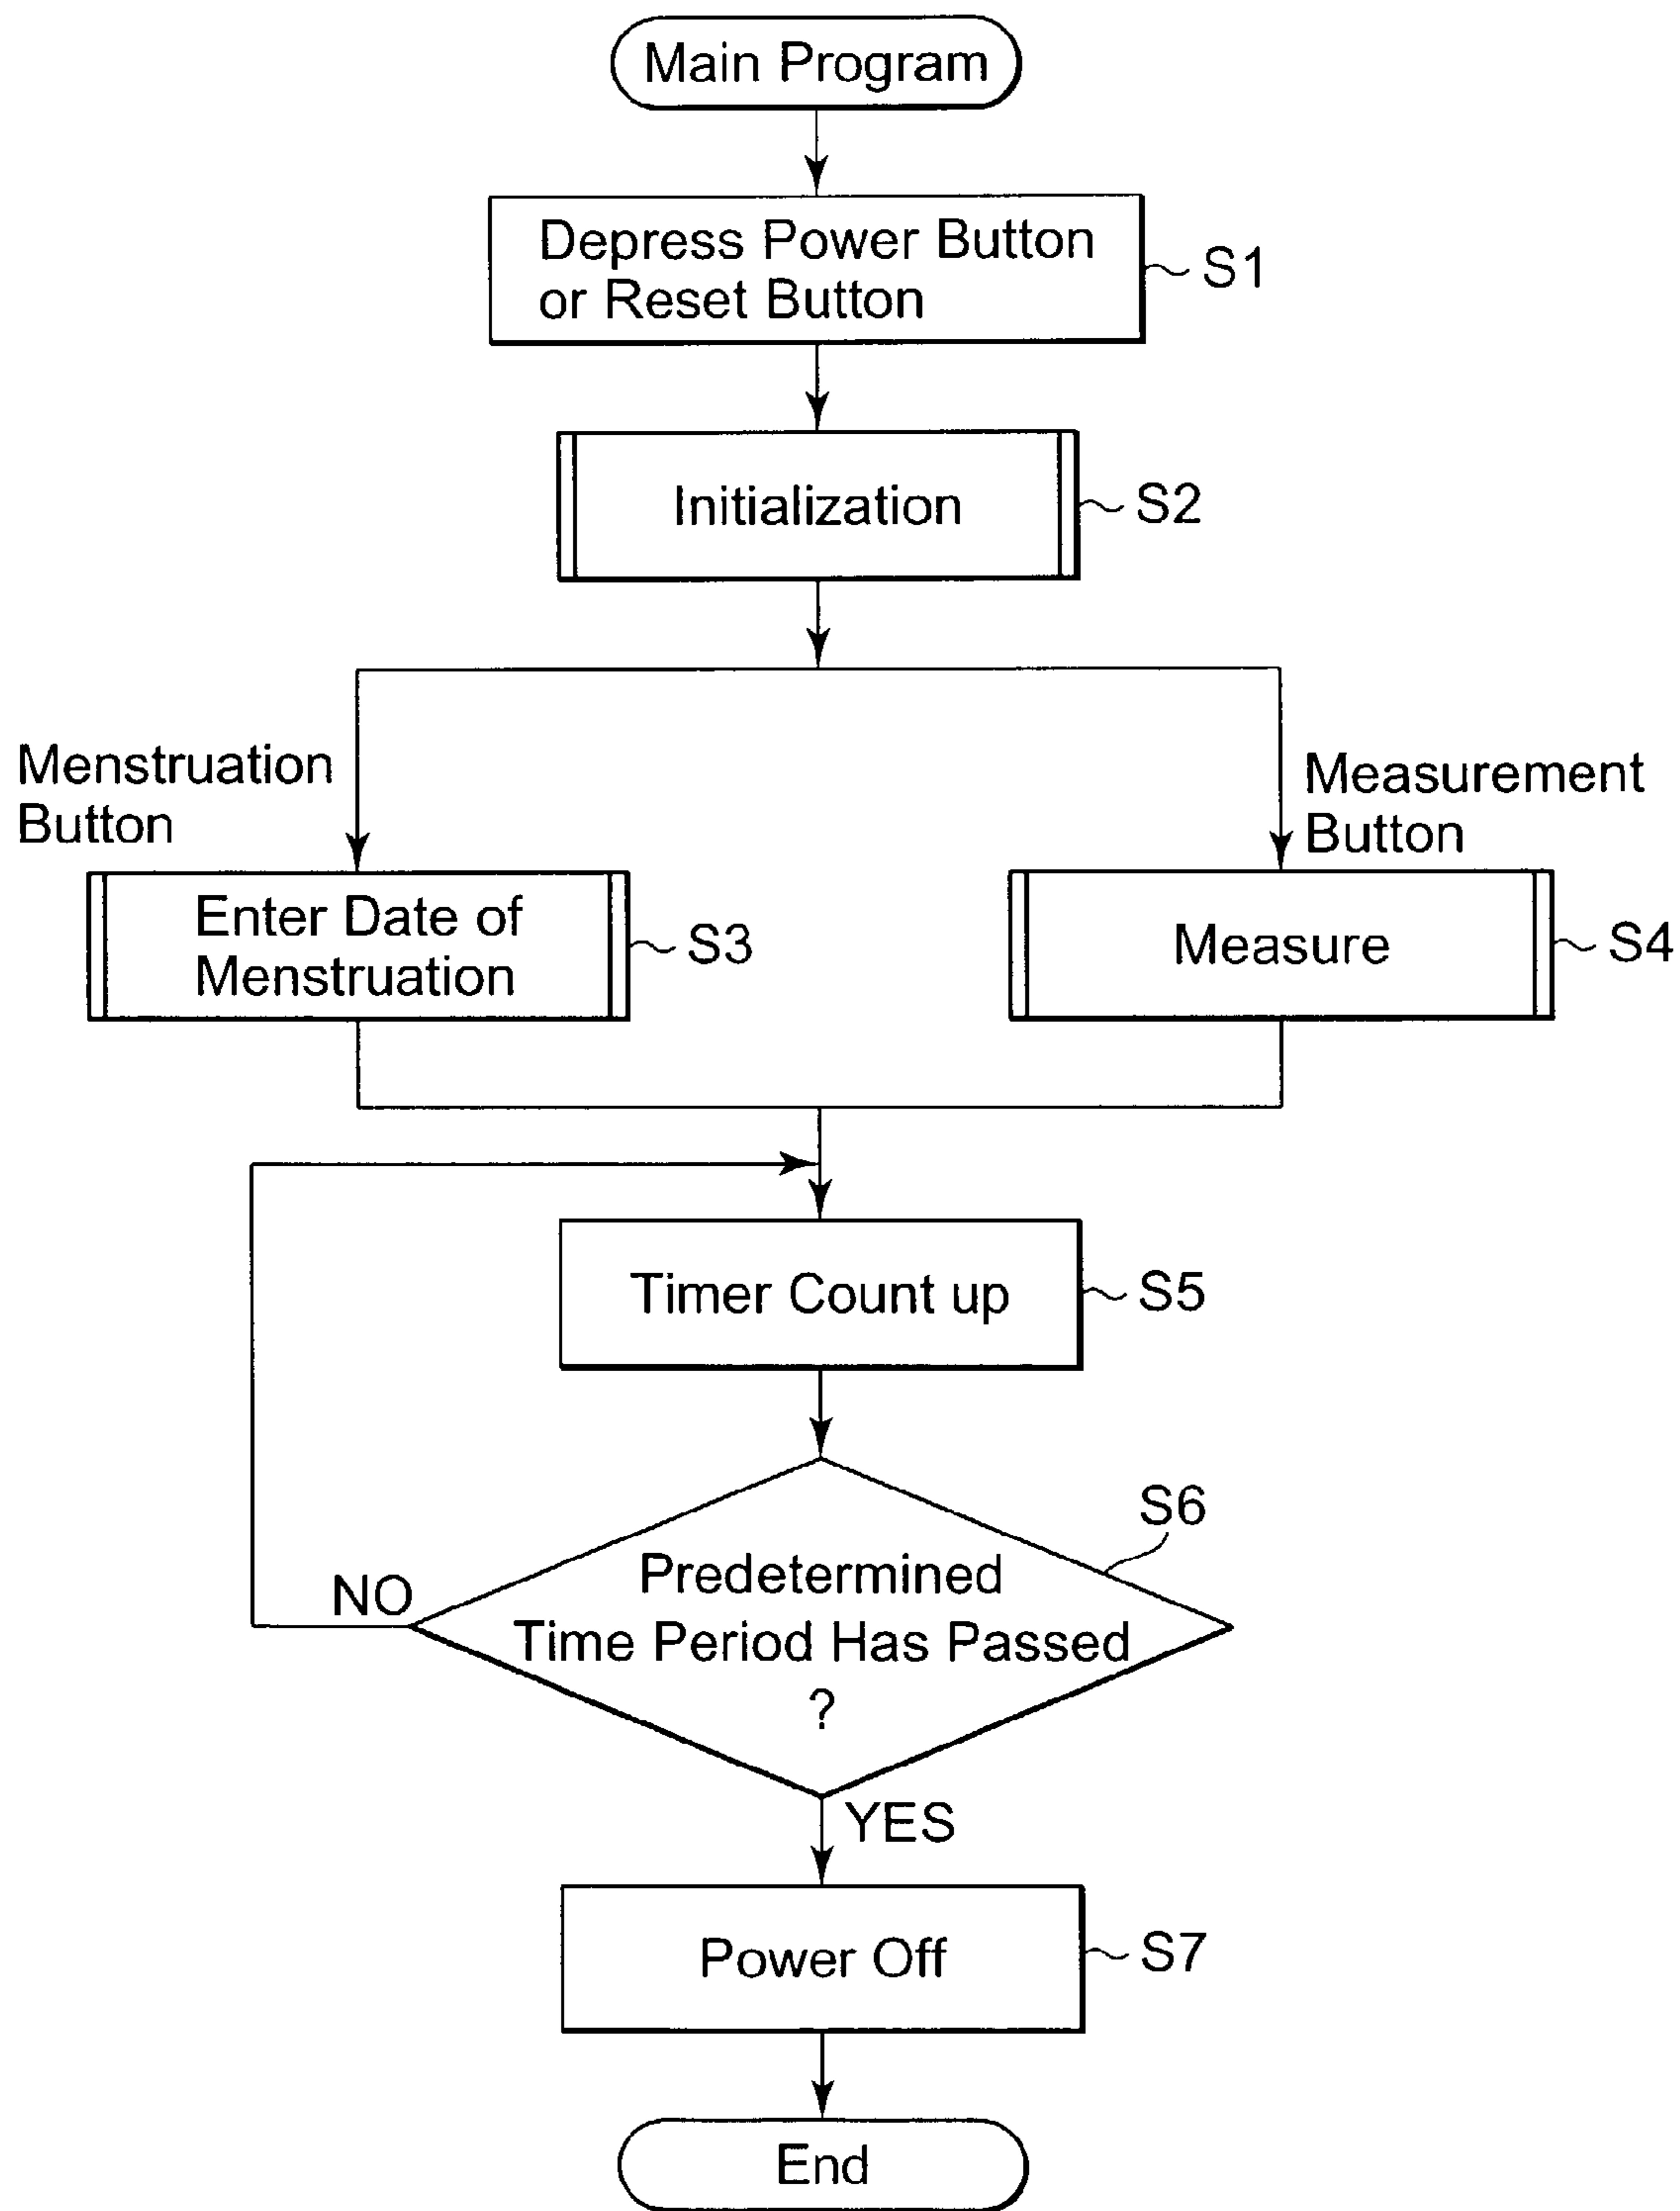 Main Program
Depress Power Button
or Reset Button
S1
Initialization
S2
Menstruation
Button
Measurement
Button
Enter Date of
Menstruation
S3
Measure
S4
Timer Count up
S5
S6
Predetermined
Time Period Has Passed
?
NO
YES
Power Off
S7
End